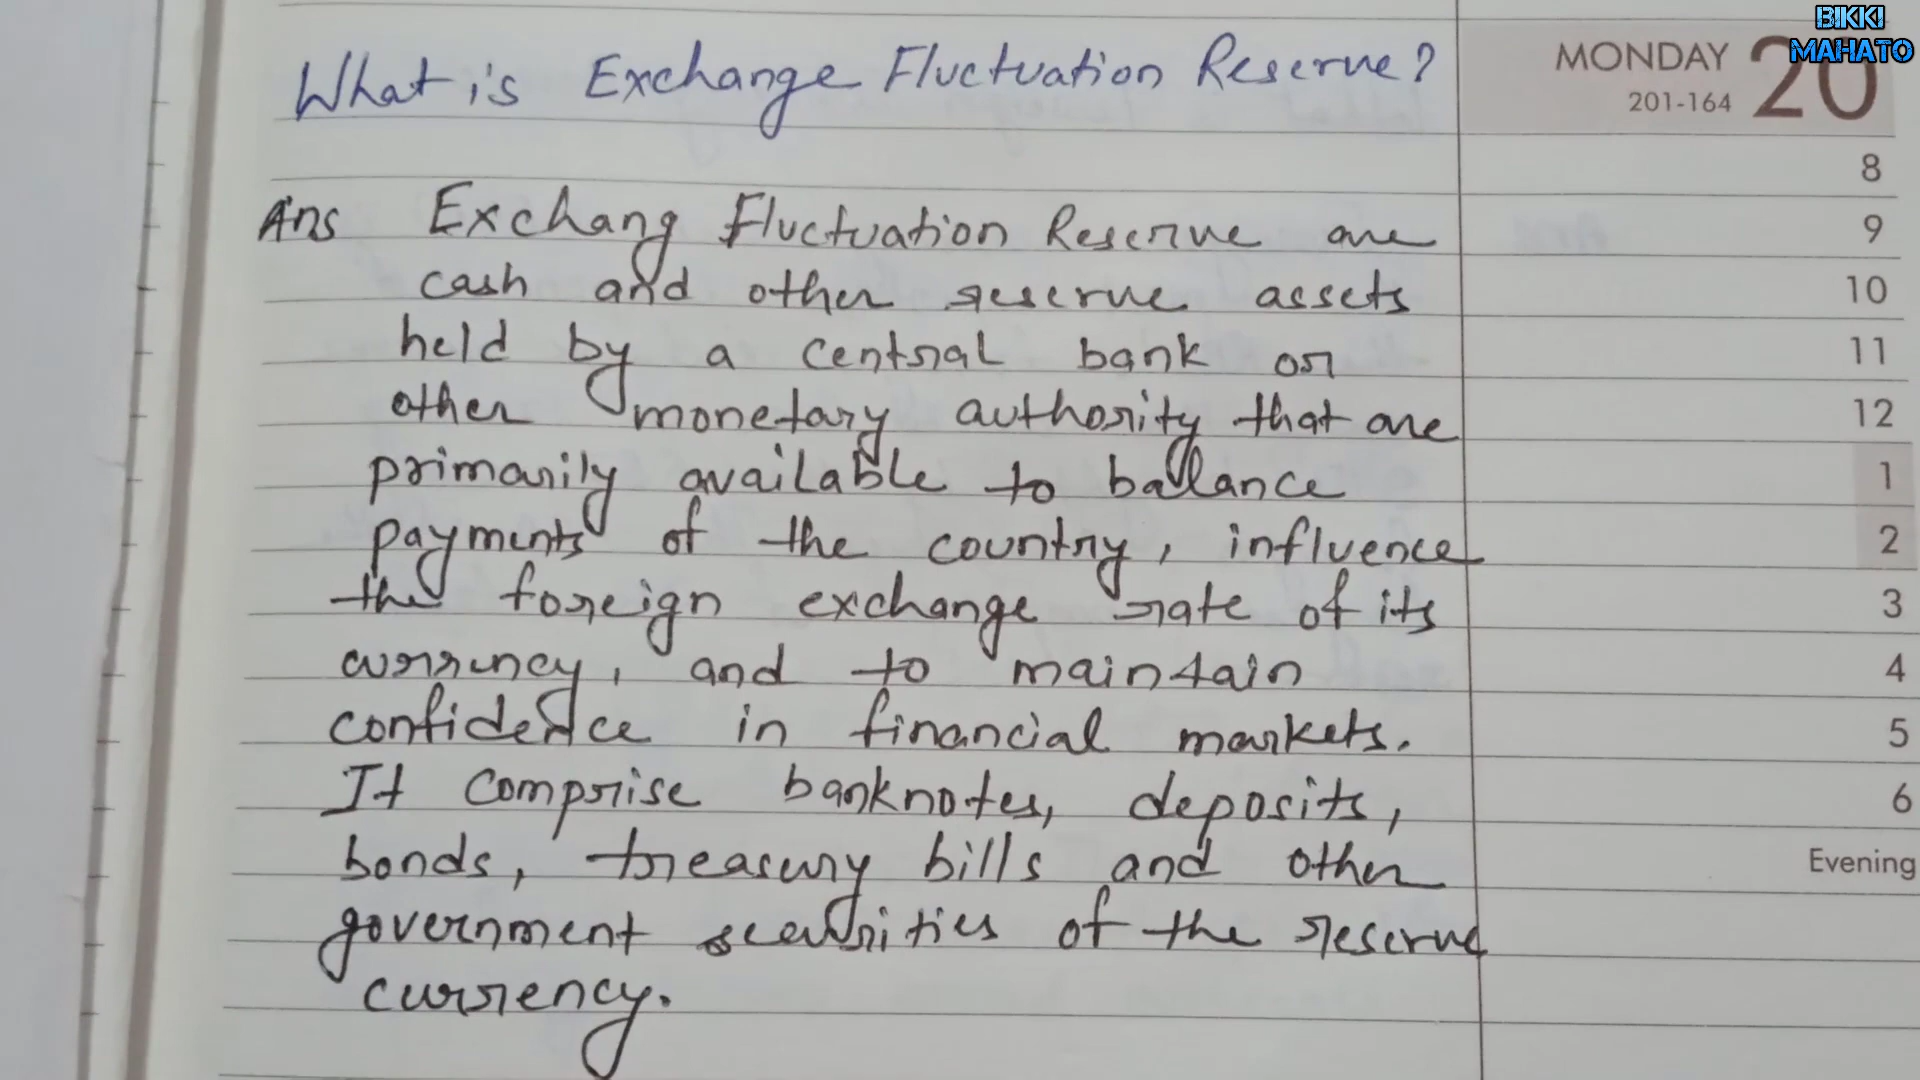 BIKKI
MAHATO
MONDAY 20
201-164
What is Exchange Fluctuation Reserve?
Ans Exchang Fluctuation Reserve are
cash and other reserve assets
held by a central bank or
other monetary authority that are
primarily available to balance
payments of the country, influence
the foreign exchange rate of its
currency, and to maintain
confidence in financial markets.
It comprise banknotes, deposits,
bonds, treasury bills and other
government securities of the reserve
currency.
8
9
10
11
12
1
2
3
4
5
6
Evening